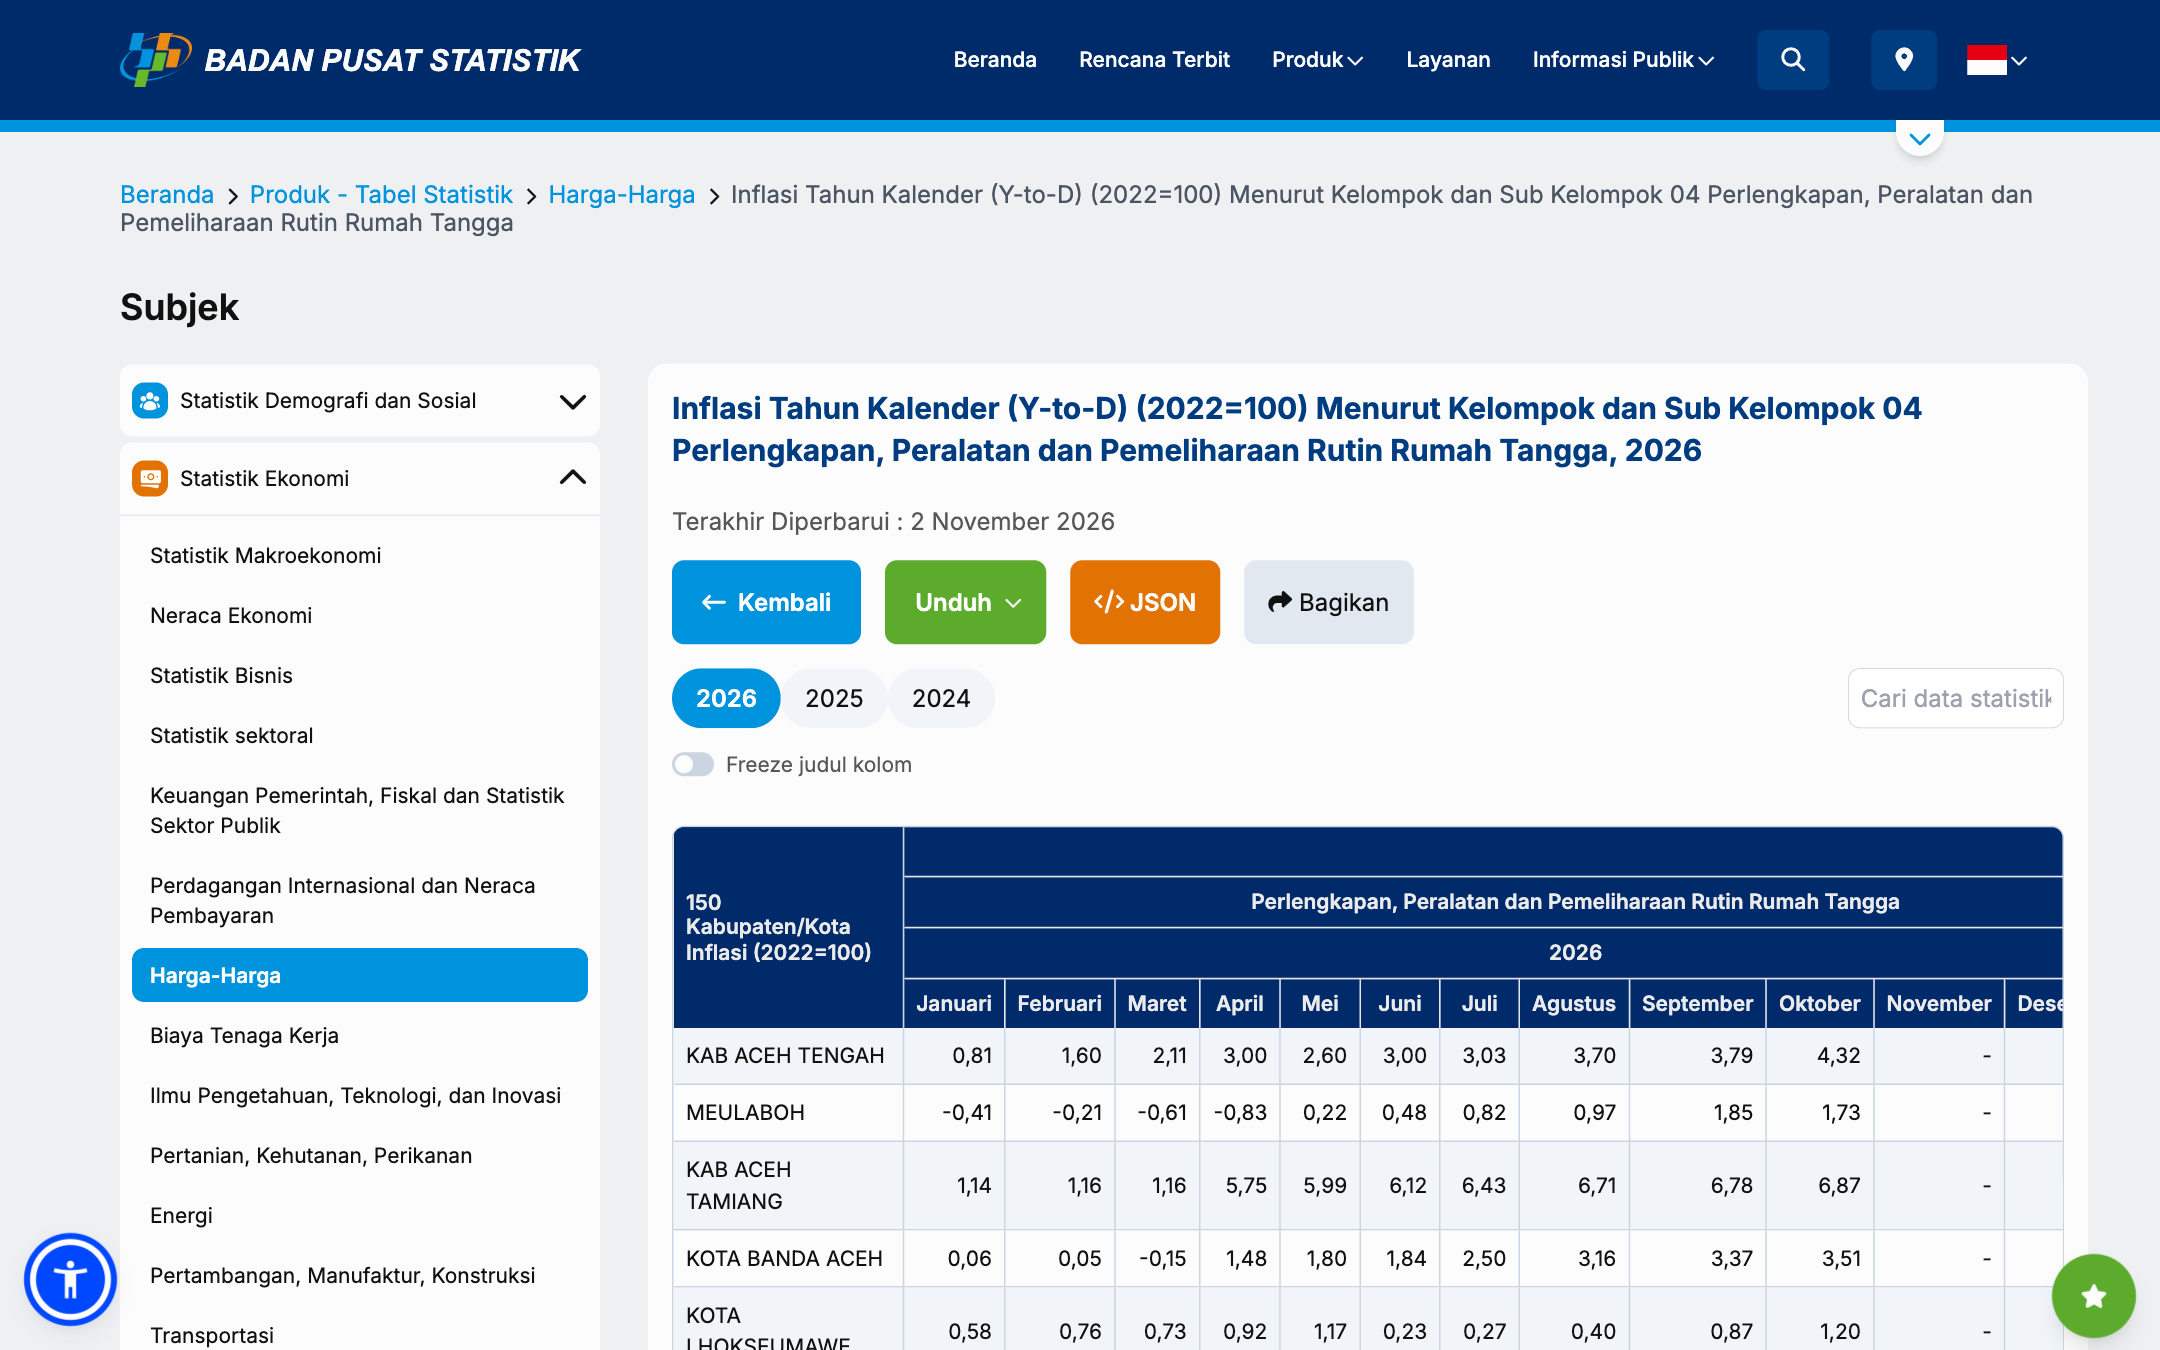 BADAN PUSAT STATISTIK
Beranda Rencana Terbit Produk Layanan Informasi Publik
Beranda > Produk - Tabel Statistik > Harga-Harga > Inflasi Tahun Kalender (Y-to-D) (2022=100) Menurut Kelompok dan Sub Kelompok 04 Perlengkapan, Peralatan dan
Pemeliharaan Rutin Rumah Tangga
Subjek
Statistik Demografi dan Sosial
Statistik Ekonomi
Statistik Makroekonomi
Neraca Ekonomi
Statistik Bisnis
Statistik sektoral
Keuangan Pemerintah, Fiskal dan Statistik
Sektor Publik
Perdagangan Internasional dan Neraca
Pembayaran
Harga-Harga
Biaya Tenaga Kerja
Ilmu Pengetahuan, Teknologi, dan Inovasi
Pertanian, Kehutanan, Perikanan
Energi
Pertambangan, Manufaktur, Konstruksi
Transportasi
Inflasi Tahun Kalender (Y-to-D) (2022=100) Menurut Kelompok dan Sub Kelompok 04
Perlengkapan, Peralatan dan Pemeliharaan Rutin Rumah Tangga, 2026
Terakhir Diperbarui : 2 November 2026
Kembali Unduh </> JSON Bagikan
2026 2025 2024 Cari data statistik
Freeze judul kolom
150
Kabupaten/Kota
Inflasi (2022=100)
Perlengkapan, Peralatan dan Pemeliharaan Rutin Rumah Tangga
2026
Januari Februari Maret April Mei Juni Juli Agustus September Oktober November Dese
KAB ACEH TENGAH 0,81 1,60 2,11 3,00 2,60 3,00 3,03 3,70 3,79 4,32 -
MEULABOH -0,41 -0,21 -0,61 -0,83 0,22 0,48 0,82 0,97 1,85 1,73 -
KAB ACEH
TAMIANG 1,14 1,16 1,16 5,75 5,99 6,12 6,43 6,71 6,78 6,87 -
KOTA BANDA ACEH 0,06 0,05 -0,15 1,48 1,80 1,84 2,50 3,16 3,37 3,51 -
KOTA
LHOKSEUMAWE 0,58 0,76 0,73 0,92 1,17 0,23 0,27 0,40 0,87 1,20 -